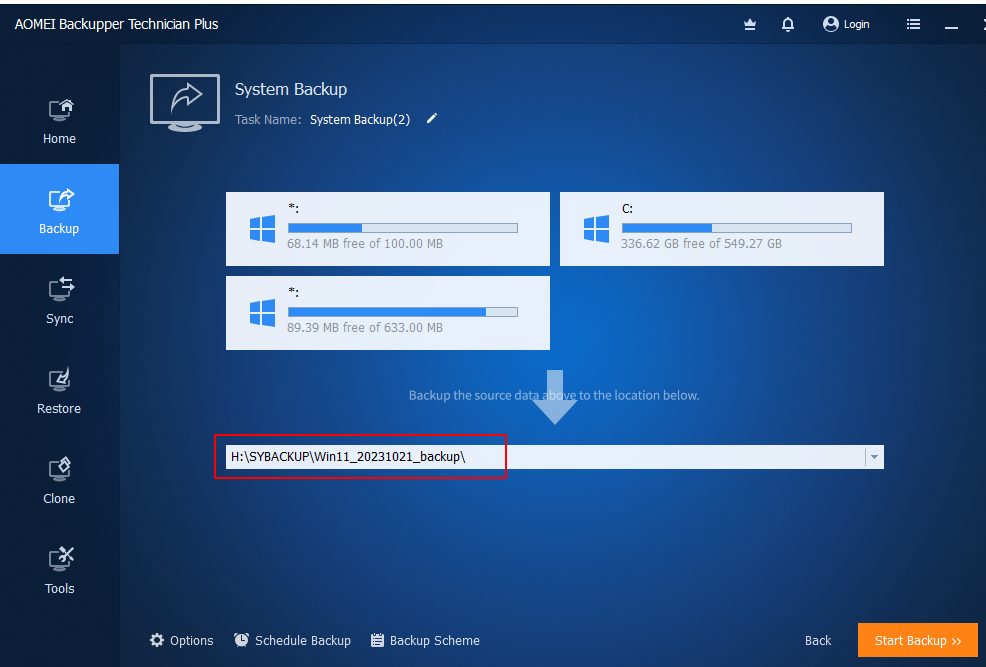 AOMEI Backupper Technician Plus
Login
Home
Backup
Sync
Restore
Clone
Tools
System Backup
Task Name: System Backup(2)
*:
68.14 MB free of 100.00 MB
C:
336.62 GB free of 549.27 GB
*:
89.39 MB free of 633.00 MB
Backup the source data above to the location below.
H:\SYBACKUP\Win11_20231021_backup\
Options
Schedule Backup
Backup Scheme
Back
Start Backup >>